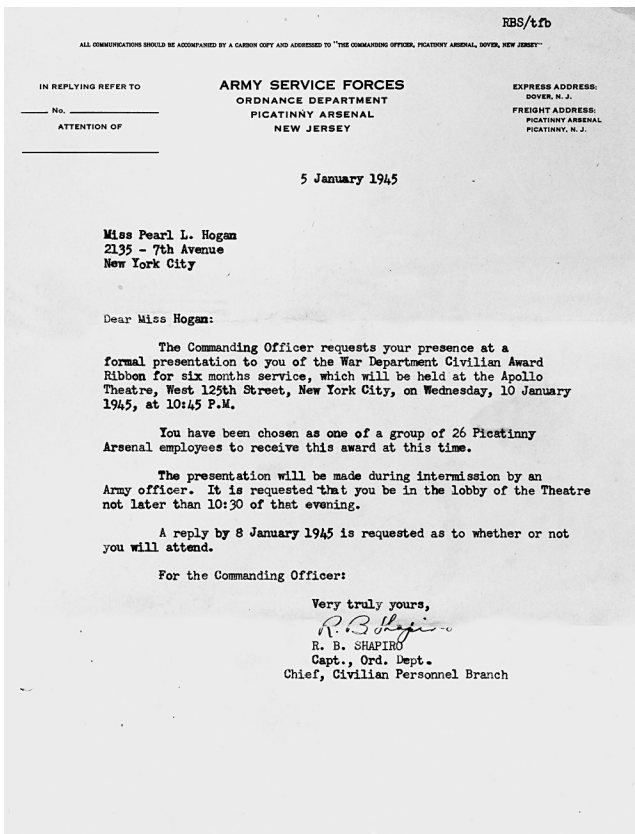 RBS/tfb
ALL COMMUNICATIONS SHOULD BE ACCOMPANIED BY A CARBON COPY AND ADDRESSED TO "THE COMMANDING OFFICER, PICATINNY ARSENAL, DOVER, NEW JERSEY"
IN REPLYING REFER TO
No.
ATTENTION OF
ARMY SERVICE FORCES
ORDNANCE DEPARTMENT
PICATINNY ARSENAL
NEW JERSEY
EXPRESS ADDRESS:
DOVER, N. J.
FREIGHT ADDRESS:
PICATINNY ARSENAL
PICATINNY, N. J.
5 January 1945
Miss Pearl L. Hogan
2135 - 7th Avenue
New York City
Dear Miss Hogan:
The Commanding Officer requests your presence at a
formal presentation to you of the War Department Civilian Award
Ribbon for six months service, which will be held at the Apollo
Theatre, West 125th Street, New York City, on Wednesday, 10 January
1945, at 10:45 P.M.
You have been chosen as one of a group of 26 Picatinny
Arsenal employees to receive this award at this time.
The presentation will be made during intermission by an
Army officer. It is requested that you be in the lobby of the Theatre
not later than 10:30 of that evening.
A reply by 8 January 1945 is requested as to whether or not
you will attend.
For the Commanding Officer:
Very truly yours,
R. B. Shapiro
R. B. SHAPIRO
Capt., Ord. Dept.
Chief, Civilian Personnel Branch